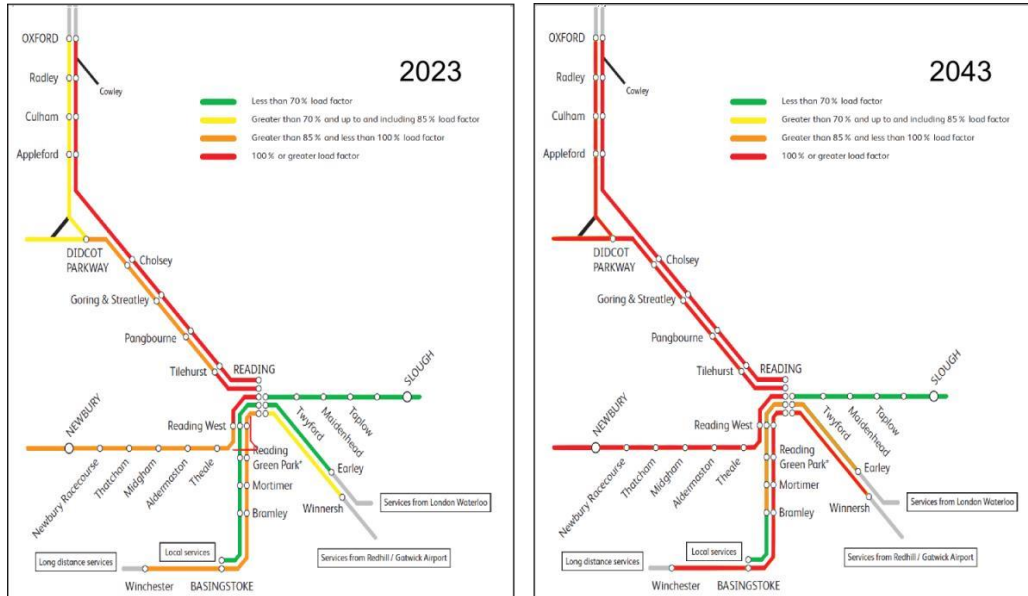 OXFORD
2023
Radley
Cowley
Less than 70% load factor
Culham
Greater than 70% and up to and including 85% load factor
Greater than 85% and less than 100% load factor
Appleford
100% or greater load factor
DIDCOT
PARKWAY
Cholsey
Goring & Streatley
Pangbourne
Tilehurst
READING
SLOUGH
NEWBURY
Reading West
Twyford
Maidenhead
Taplow
Newbury Racecourse
Thatcham
Midgham
Aldermaston
Theale
Reading
Green Park*
Earley
Mortimer
Winnersh
Services from London Waterloo
Bramley
Local services
Services from Redhill / Gatwick Airport
Long distance services
Winchester
BASINGSTOKE
OXFORD
2043
Radley
Cowley
Less than 70% load factor
Culham
Greater than 70% and up to and including 85% load factor
Greater than 85% and less than 100% load factor
Appleford
100% or greater load factor
DIDCOT
PARKWAY
Cholsey
Goring & Streatley
Pangbourne
Tilehurst
READING
SLOUGH
NEWBURY
Reading West
Twyford
Maidenhead
Taplow
Newbury Racecourse
Thatcham
Midgham
Aldermaston
Theale
Reading
Green Park*
Earley
Mortimer
Winnersh
Services from London Waterloo
Bramley
Local services
Services from Redhill / Gatwick Airport
Long distance services
Winchester
BASINGSTOKE